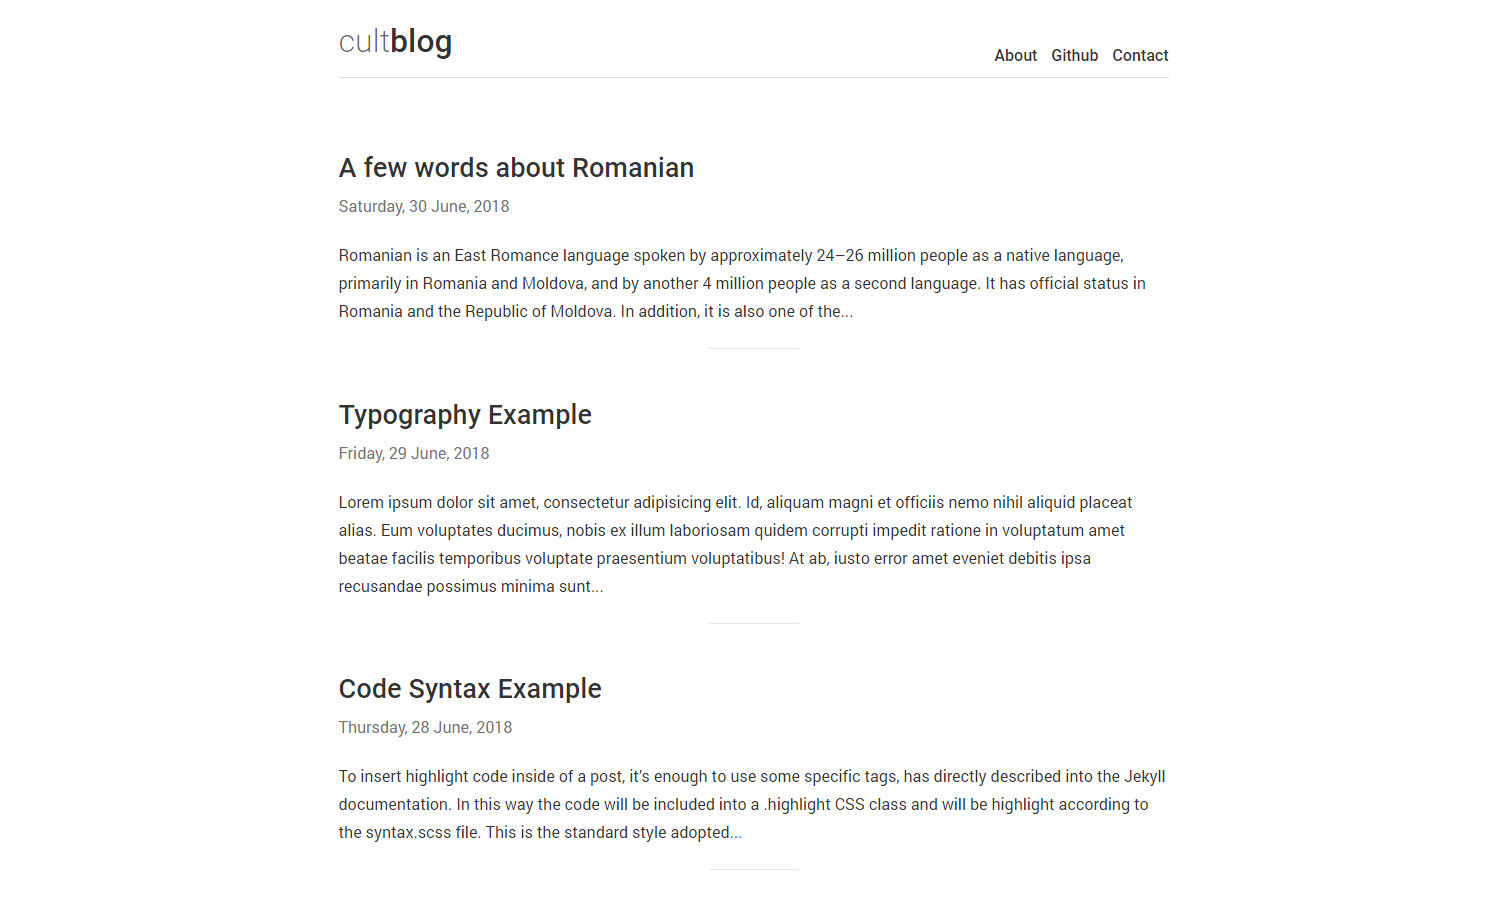 cultblog
About Github Contact
A few words about Romanian
Saturday, 30 June, 2018
Romanian is an East Romance language spoken by approximately 24–26 million people as a native language,
primarily in Romania and Moldova, and by another 4 million people as a second language. It has official status in
Romania and the Republic of Moldova. In addition, it is also one of the...
Typography Example
Friday, 29 June, 2018
Lorem ipsum dolor sit amet, consectetur adipisicing elit. Id, aliquam magni et officiis nemo nihil aliquid placeat
alias. Eum voluptates ducimus, nobis ex illum laboriosam quidem corrupti impedit ratione in voluptatum amet
beatae facilis temporibus voluptate praesentium voluptatibus! At ab, iusto error amet eveniet debitis ipsa
recusandae possimus minima sunt...
Code Syntax Example
Thursday, 28 June, 2018
To insert highlight code inside of a post, it’s enough to use some specific tags, has directly described into the Jekyll
documentation. In this way the code will be included into a .highlight CSS class and will be highlight according to
the syntax.scss file. This is the standard style adopted...